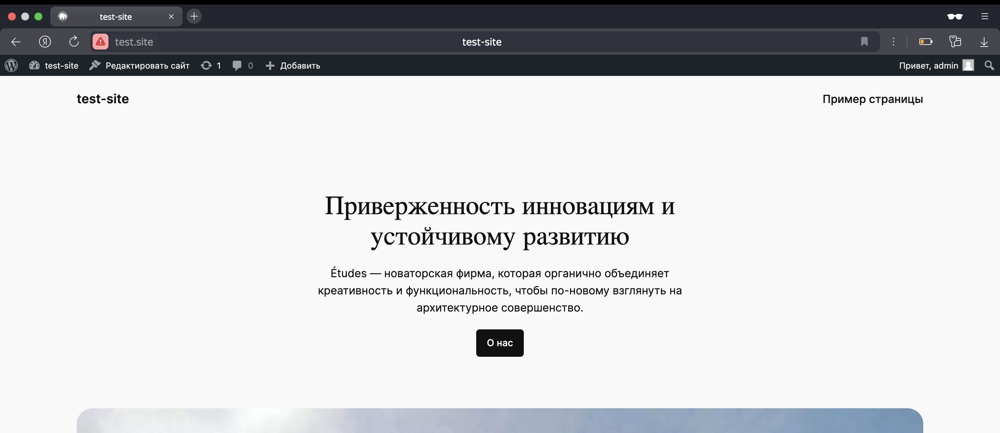 test-site
test.site
test-site
test-site
Редактировать сайт
1
0
Добавить
Привет, admin
test-site
Пример страницы
Приверженность инновациям и
устойчивому развитию
Études — новаторская фирма, которая органично объединяет
креативность и функциональность, чтобы по-новому взглянуть на
архитектурное совершенство.
О нас